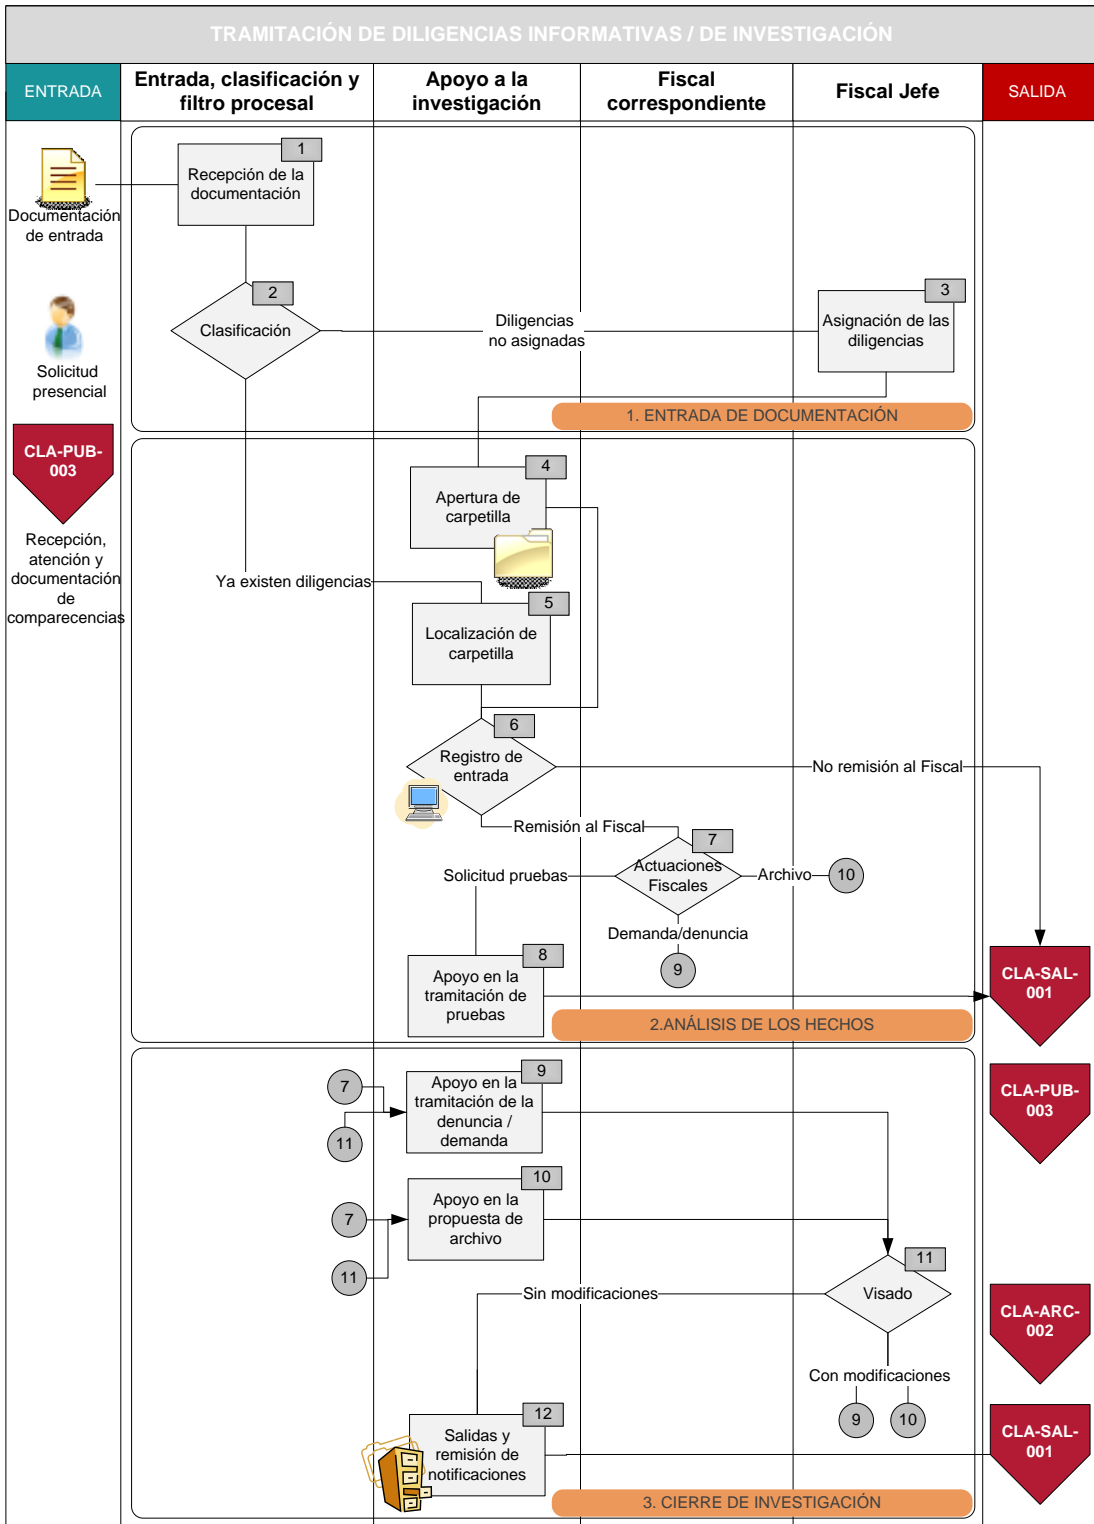 TRAMITACIÓN DE DILIGENCIAS INFORMATIVAS / DE INVESTIGACIÓN
ENTRADA
Entrada, clasificación y
filtro procesal
Apoyo a la
investigación
Fiscal
correspondiente
Fiscal Jefe
SALIDA
Documentación
de entrada
Solicitud
presencial
CLA-PUB-
003
Recepción,
atención y
documentación
de
comparecencias
1
Recepción de la
documentación
2
Clasificación
Diligencias
no asignadas
3
Asignación de las
diligencias
1. ENTRADA DE DOCUMENTACIÓN
4
Apertura de
carpetilla
Ya existen diligencias
5
Localización de
carpetilla
6
Registro de
entrada
No remisión al Fiscal
Remisión al Fiscal
7
Actuaciones
Fiscales
Solicitud pruebas
Archivo
10
Demanda/denuncia
9
8
Apoyo en la
tramitación de
pruebas
CLA-SAL-
001
2.ANÁLISIS DE LOS HECHOS
7
11
9
Apoyo en la
tramitación de la
denuncia /
demanda
CLA-PUB-
003
7
11
10
Apoyo en la
propuesta de
archivo
11
Visado
Sin modificaciones
CLA-ARC-
002
Con modificaciones
9
10
12
Salidas y
remisión de
notificaciones
CLA-SAL-
001
3. CIERRE DE INVESTIGACIÓN